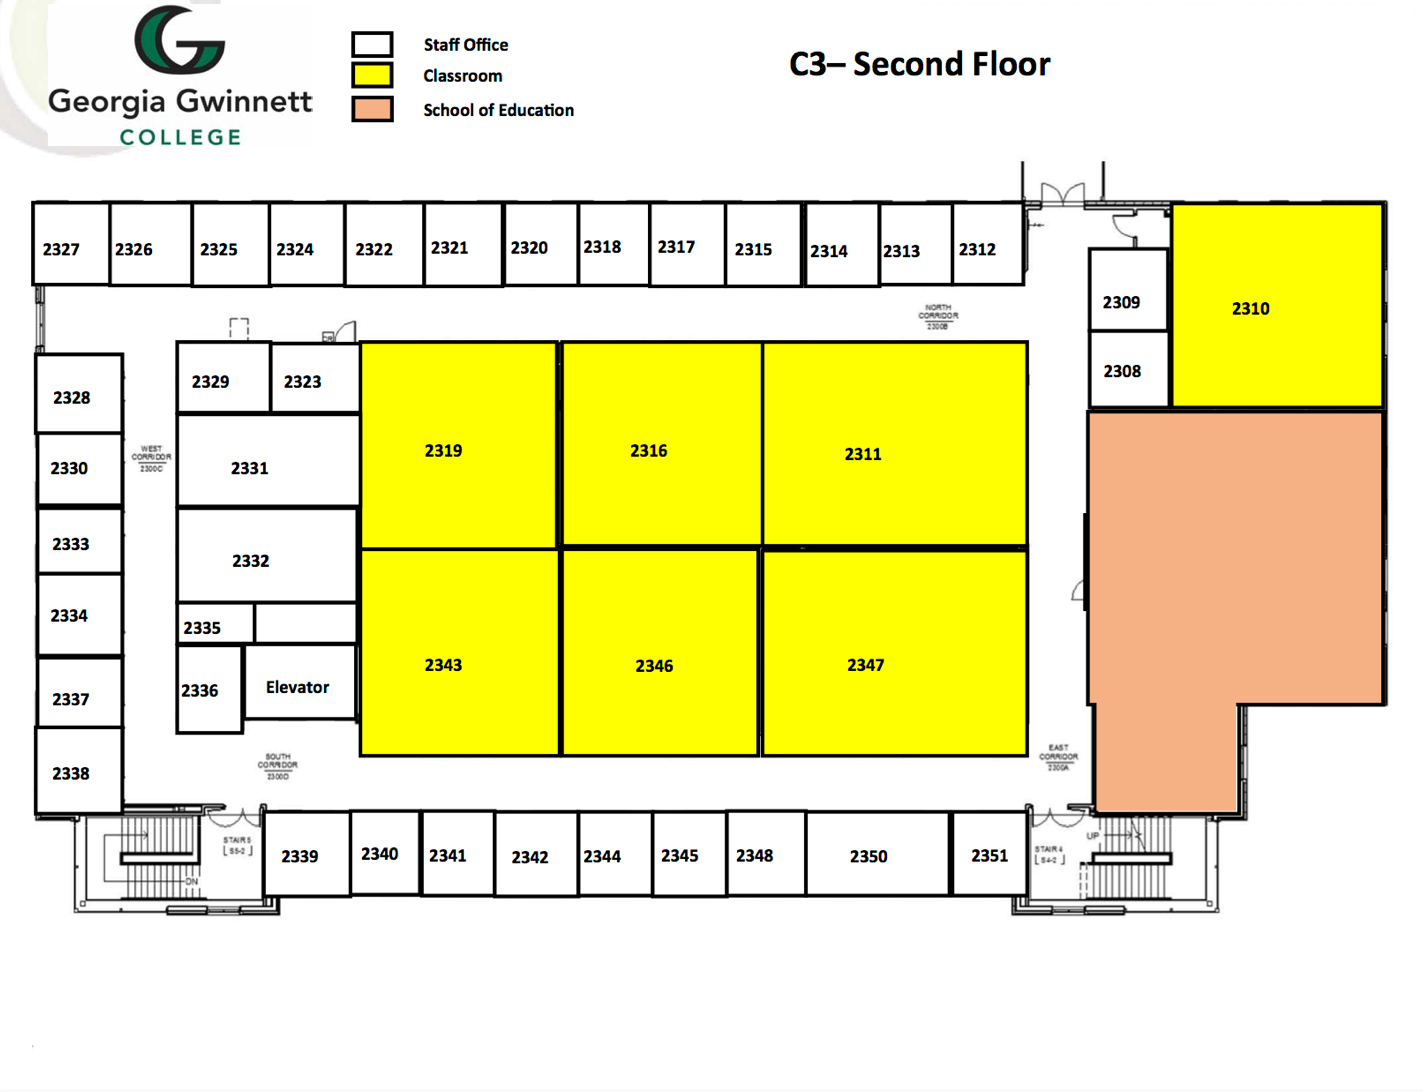 Georgia Gwinnett
COLLEGE
Staff Office
Classroom
School of Education
C3– Second Floor
2327
2326
2325
2324
2322
2321
2320
2318
2317
2315
2314
2313
2312
2309
2308
2310
NORTH
CORRIDOR
2300B
2328
2330
2333
2334
2337
2338
WEST
CORRIDOR
2300C
2329
2323
2331
2332
2335
2336
Elevator
2319
2316
2311
2343
2346
2347
SOUTH
CORRIDOR
2300D
EAST
CORRIDOR
2300A
STAIR 5
[ S5-2 ]
DN
2339
2340
2341
2342
2344
2345
2348
2350
2351
STAIR 4
[ S4-2 ]
UP